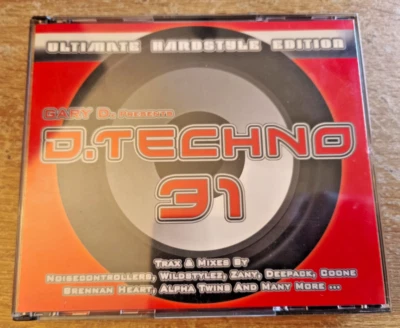 ULTIMATE HARDSTYLE EDITION
GARY D. PRESENTS
D.TECHNO
31
TRAX & MIXES BY
NOISECONTROLLERS, WILDSTYLEZ, ZANY, DEEPACK, COONE
BRENNAN HEART, ALPHA TWINS AND MANY MORE ...